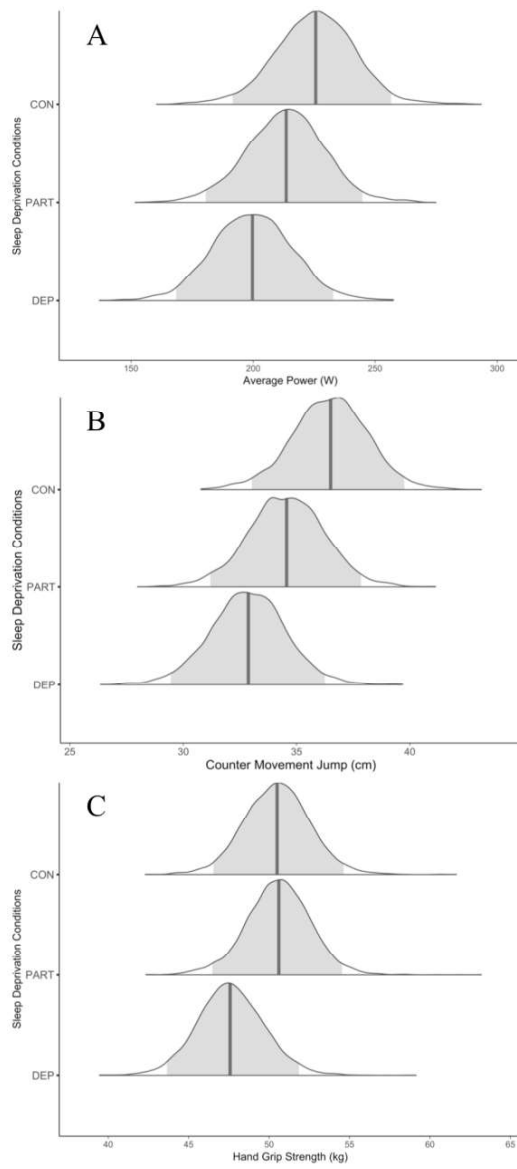 A
Sleep Deprivation Condtions
CON
PART
DEP
150 200 250 300
Average Power (W)
B
Sleep Deprivation Conditions
CON
PART
DEP
25 30 35 40
Counter Movement Jump (cm)
C
Sleep Deprivation Conditions
CON
PART
DEP
40 45 50 55 60 65
Hand Grip Strength (kg)